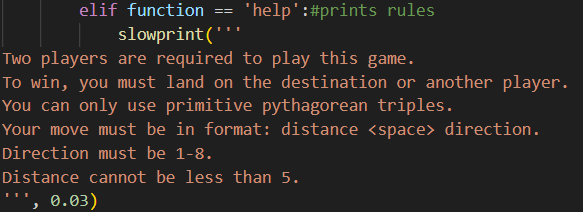 elif function == 'help':#prints rules
slowprint('''
Two players are required to play this game.
To win, you must land on the destination or another player.
You can only use primitive pythagorean triples.
Your move must be in format: distance <space> direction.
Direction must be 1-8.
Distance cannot be less than 5.
''', 0.03)